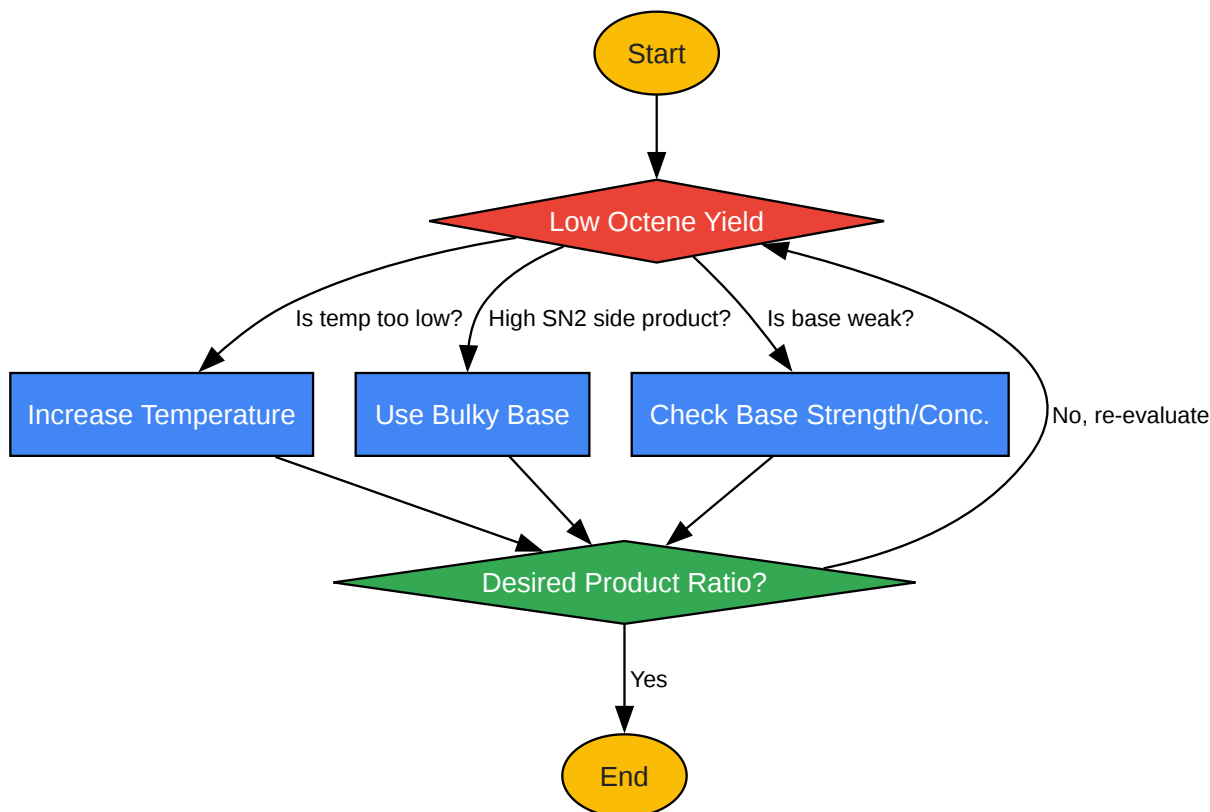 Start
Low Octene Yield
Is temp too low?
High SN2 side product?
Is base weak?
Increase Temperature
Use Bulky Base
Check Base Strength/Conc.
No, re-evaluate
Desired Product Ratio?
Yes
End